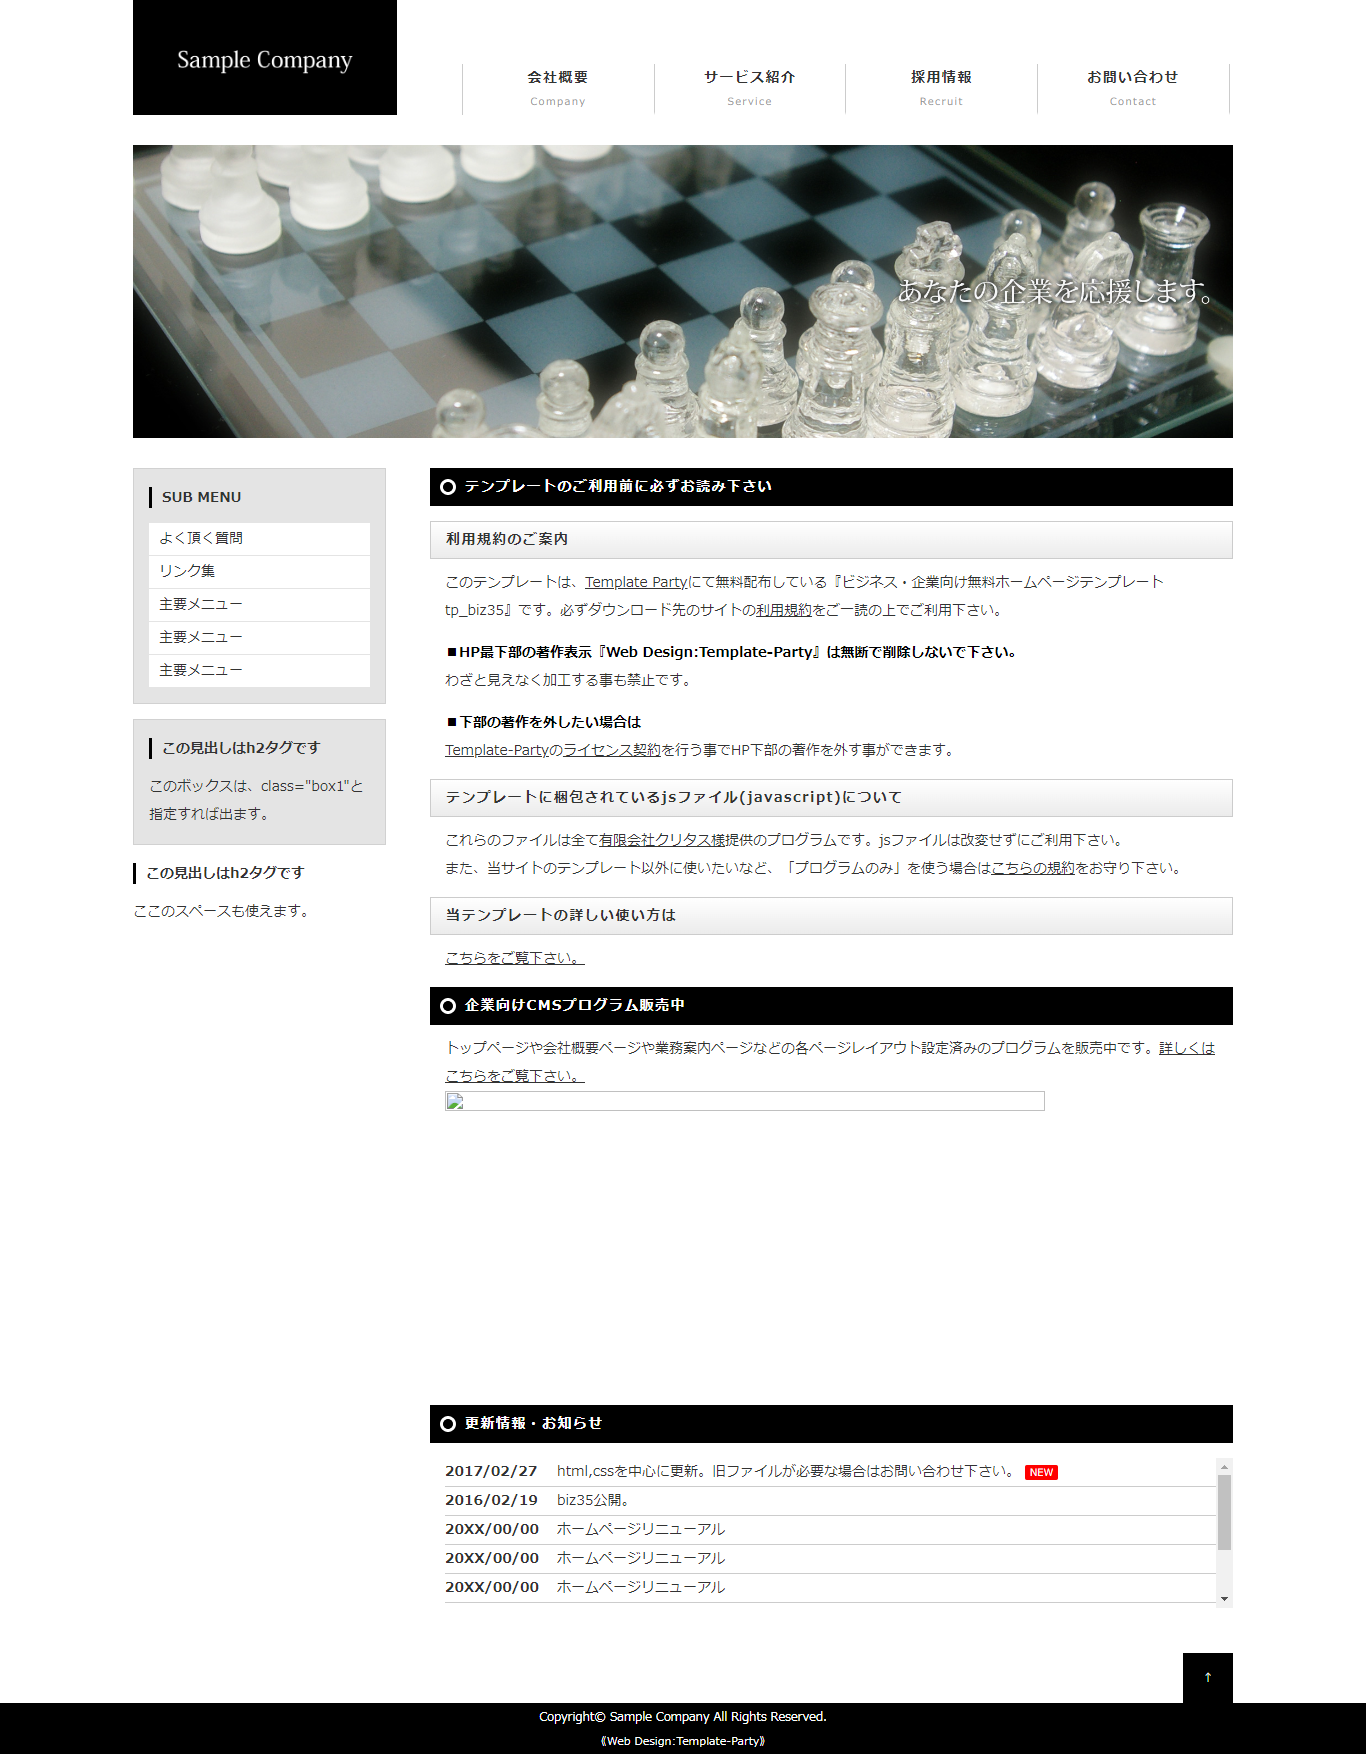 Sample Company
会社概要
Company
サービス紹介
Service
採用情報
Recruit
お問い合わせ
Contact
あなたの企業を応援します。
SUB MENU
よく頂く質問
リンク集
主要メニュー
主要メニュー
主要メニュー
この見出しはh2タグです
このボックスは、class="box1"と
指定すれば出ます。
この見出しはh2タグです
ここのスペースも使えます。
テンプレートのご利用前に必ずお読み下さい
利用規約のご案内
このテンプレートは、Template Partyにて無料配布している『ビジネス・企業向け無料ホームページテンプレート
tp_biz35』です。必ずダウンロード先のサイトの利用規約をご一読の上でご利用下さい。
■HP最下部の著作表示『Web Design:Template-Party』は無断で削除しないで下さい。
わざと見えなく加工する事も禁止です。
■下部の著作を外したい場合は
Template-Partyのライセンス契約を行う事でHP下部の著作を外す事ができます。
テンプレートに梱包されているjsファイル(javascript)について
これらのファイルは全て有限会社クリタス様提供のプログラムです。jsファイルは改変せずにご利用下さい。
また、当サイトのテンプレート以外に使いたいなど、「プログラムのみ」を使う場合はこちらの規約をお守り下さい。
当テンプレートの詳しい使い方は
こちらをご覧下さい。
企業向けCMSプログラム販売中
トップページや会社概要ページや業務案内ページなどの各ページレイアウト設定済みのプログラムを販売中です。詳しくは
こちらをご覧下さい。
更新情報・お知らせ
2017/02/27 html,cssを中心に更新。旧ファイルが必要な場合はお問い合わせ下さい。 NEW
2016/02/19 biz35公開。
20XX/00/00 ホームページリニューアル
20XX/00/00 ホームページリニューアル
20XX/00/00 ホームページリニューアル
↑
Copyright© Sample Company All Rights Reserved.
《Web Design:Template-Party》